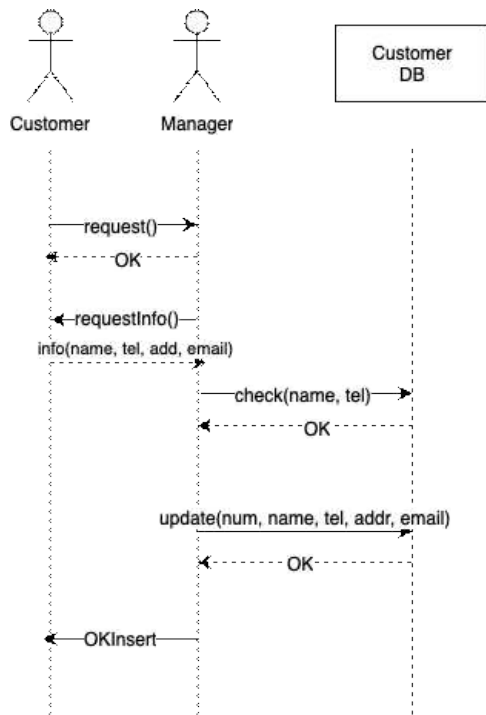 Customer
Manager
Customer
DB
request()
OK
requestInfo()
info(name, tel, add, email)
check(name, tel)
OK
update(num, name, tel, addr, email)
OK
OKInsert